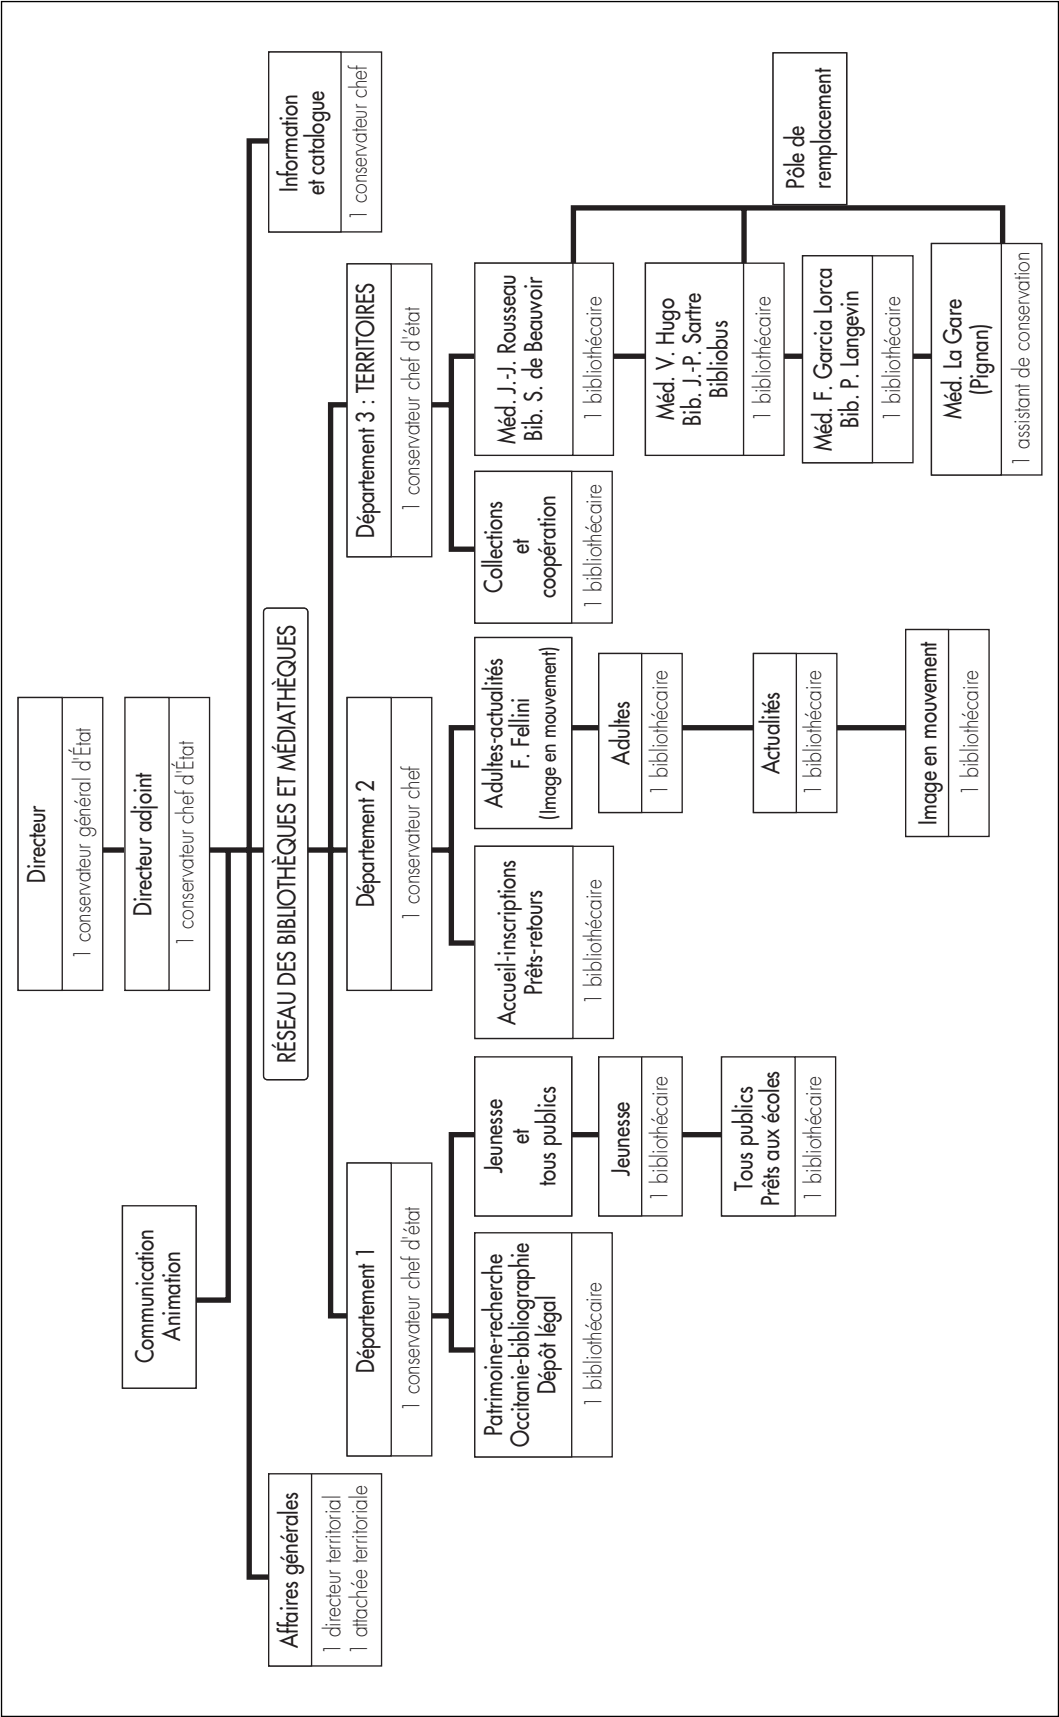 Directeur
1 conservateur général d'État
Directeur adjoint
1 conservateur chef d'État
Communication
Animation
Affaires générales
1 directeur territorial
1 attachée territoriale
RÉSEAU DES BIBLIOTHÈQUES ET MÉDIATHÈQUES
Information
et catalogue
1 conservateur chef
Département 1
1 conservateur chef d'état
Patrimoine-recherche
Occitanie-bibliographie
Dépôt légal
1 bibliothécaire
Jeunesse
et
tous publics
Jeunesse
1 bibliothécaire
Tous publics
Prêts aux écoles
1 bibliothécaire
Département 2
1 conservateur chef
Accueil-inscriptions
Prêts-retours
1 bibliothécaire
Adultes-actualités
F. Fellini
(Image en mouvement)
Adultes
1 bibliothécaire
Actualités
1 bibliothécaire
Image en mouvement
1 bibliothécaire
Département 3 : TERRITOIRES
1 conservateur chef d'état
Collections
et
coopération
1 bibliothécaire
Méd. J.-J. Rousseau
Bib. S. de Beauvoir
1 bibliothécaire
Méd. V. Hugo
Bib. J.-P. Sartre
Bibliobus
1 bibliothécaire
Méd. F. Garcia Lorca
Bib. P. Langevin
1 bibliothécaire
Méd. La Gare
(Pignan)
1 assistant de conservation
Pôle de
remplacement